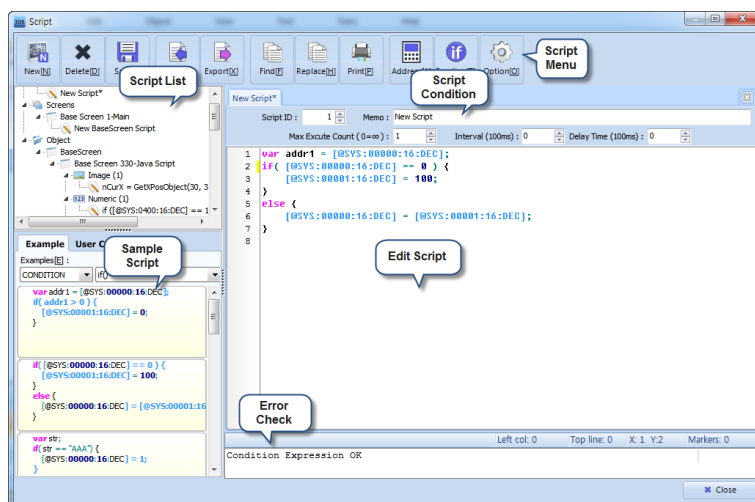 Script
New[N]
Delete[D]
Export[X]
Find[F]
Replace[H]
Print[P]
Option[O]
Script Menu
Script List
Script Condition
New Script*
Screens
Base Screen 1-Main
New BaseScreen Script
Object
BaseScreen
Base Screen 330-Java Script
Image (1)
nCurX = GetXPosObject(30, 3
Numeric (1)
if ([@SYS:0400:16:DEC] == 1
New Script*
Script ID : 1 Memo : New Script
Max Excute Count ( 0=∞ ) : 1 Interval (100ms) : 0 Delay Time (100ms) : 0
1 var addr1 = [@SYS:00000:16:DEC];
2 if( [@SYS:00000:16:DEC] == 0 ) {
3 [@SYS:00001:16:DEC] = 100;
4 }
5 else {
6 [@SYS:00000:16:DEC] = [@SYS:00001:16:DEC];
7 }
8
Edit Script
Example
Sample Script
Examples[E] :
CONDITION
var addr1 = [@SYS:00000:16:DEC];
if( addr1 > 0 ) {
[@SYS:00001:16:DEC] = 0;
}
if( [@SYS:00000:16:DEC] == 0 ) {
[@SYS:00001:16:DEC] = 100;
}
else {
[@SYS:00000:16:DEC] = [@SYS:00001:16
}
var str;
if( str == "AAA") {
[@SYS:00000:16:DEC] = 1;
}
Error Check
Left col: 0 Top line: 0 X: 1 Y:2 Markers: 0
Condition Expression OK
Close